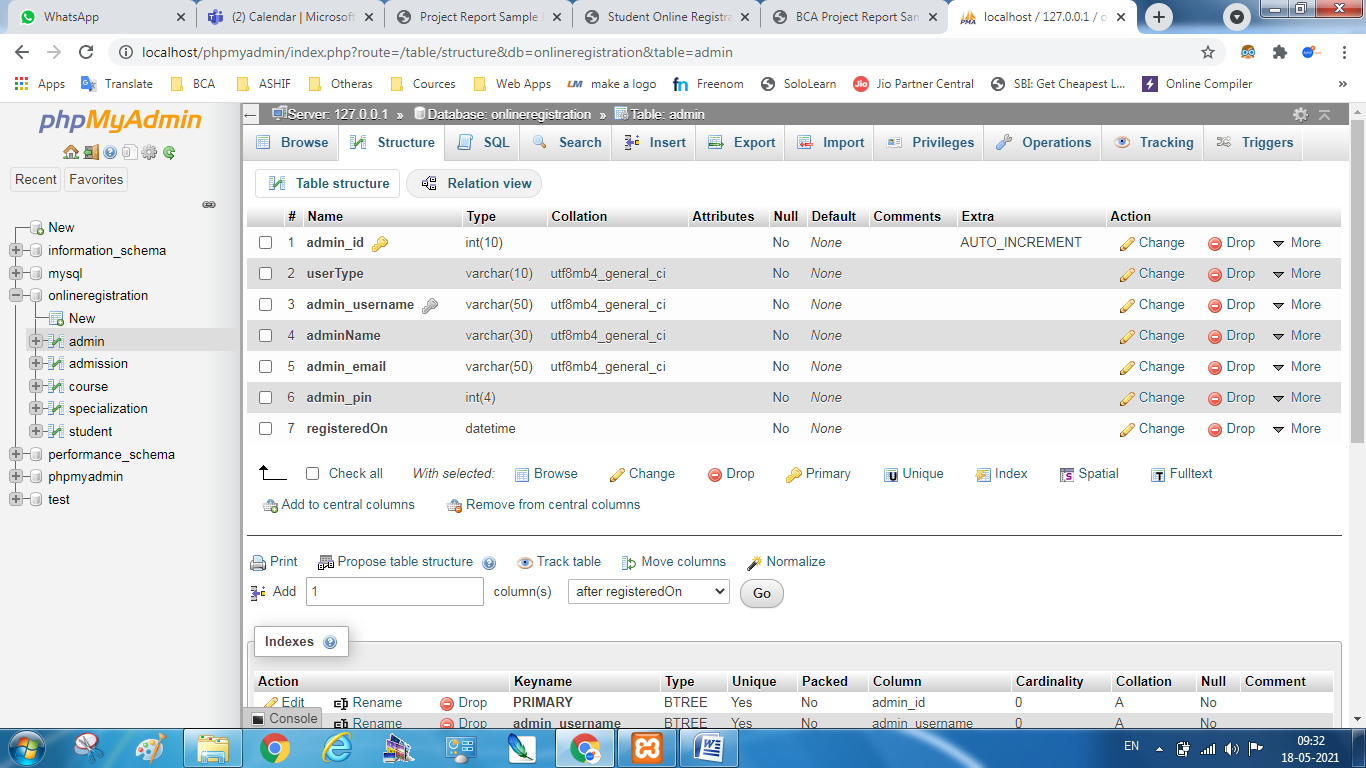 WhatsApp
(2) Calendar | Microsoft
Project Report Sample
Student Online Registra
BCA Project Report San
localhost / 127.0.0.1 / o
localhost/phpmyadmin/index.php?route=/table/structure&db=onlineregistration&table=admin
Apps Translate BCA ASHIF Otheras Cources Web Apps LM make a logo fn Freenom SoloLearn Jio Jio Partner Central SBI: Get Cheapest L... Online Compiler »
phpMyAdmin
Recent Favorites
New
information_schema
mysql
onlineregistration
New
admin
admission
course
specialization
student
performance_schema
phpmyadmin
test
Server: 127.0.0.1 » Database: onlineregistration » Table: admin
Browse Structure SQL Search Insert Export Import Privileges Operations Tracking Triggers
Table structure Relation view
# Name Type Collation Attributes Null Default Comments Extra Action
1 admin_id int(10) No None AUTO_INCREMENT Change Drop More
2 userType varchar(10) utf8mb4_general_ci No None Change Drop More
3 admin_username varchar(50) utf8mb4_general_ci No None Change Drop More
4 adminName varchar(30) utf8mb4_general_ci No None Change Drop More
5 admin_email varchar(50) utf8mb4_general_ci No None Change Drop More
6 admin_pin int(4) No None Change Drop More
7 registeredOn datetime No None Change Drop More
Check all With selected: Browse Change Drop Primary Unique Index Spatial Fulltext
Add to central columns Remove from central columns
Print Propose table structure Track table Move columns Normalize
Add 1 column(s) after registeredOn Go
Indexes
Action Keyname Type Unique Packed Column Cardinality Collation Null Comment
Edit Rename Drop PRIMARY BTREE Yes No admin_id 0 A No
Rename Drop admin_username BTREE Yes No admin_username 0 A No
Console
EN
09:32
18-05-2021